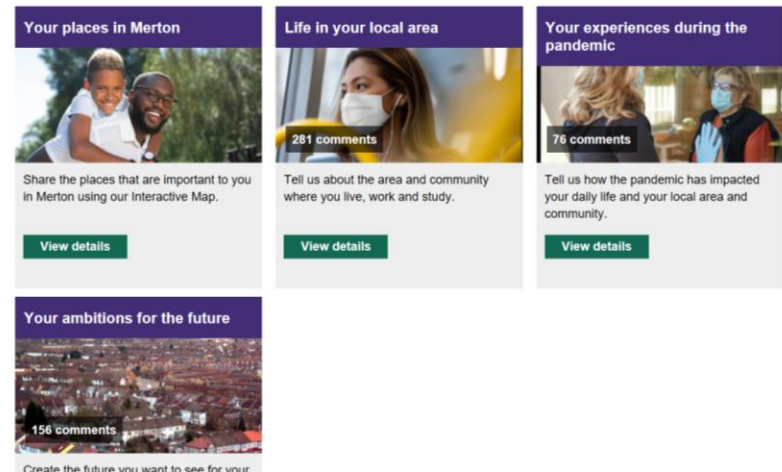 Your places in Merton
Share the places that are important to you
in Merton using our Interactive Map.
View details
Life in your local area
281 comments
Tell us about the area and community
where you live, work and study.
View details
Your experiences during the
pandemic
76 comments
Tell us how the pandemic has impacted
your daily life and your local area and
community.
View details
Your ambitions for the future
156 comments
Create the future you want to see for your